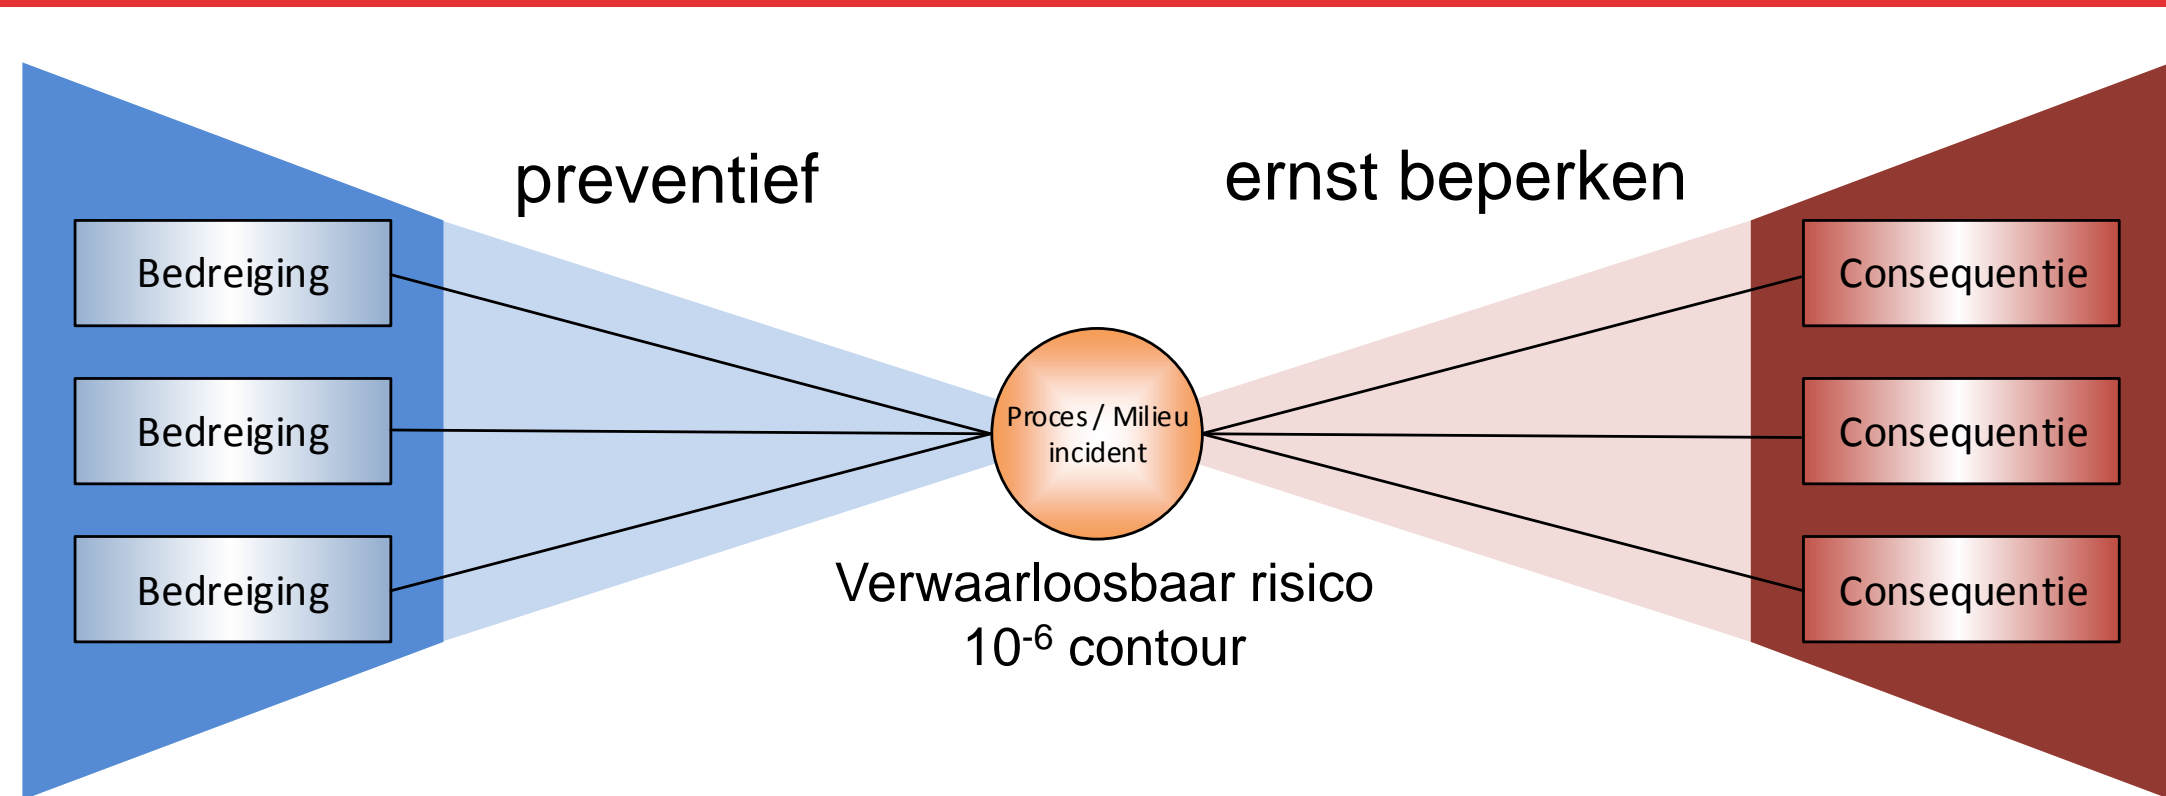 preventief
ernst beperken
Bedreiging
Consequentie
Proces / Milieu
incident
Bedreiging
Consequentie
Verwaarloosbaar risico
10⁻⁶ contour
Bedreiging
Consequentie